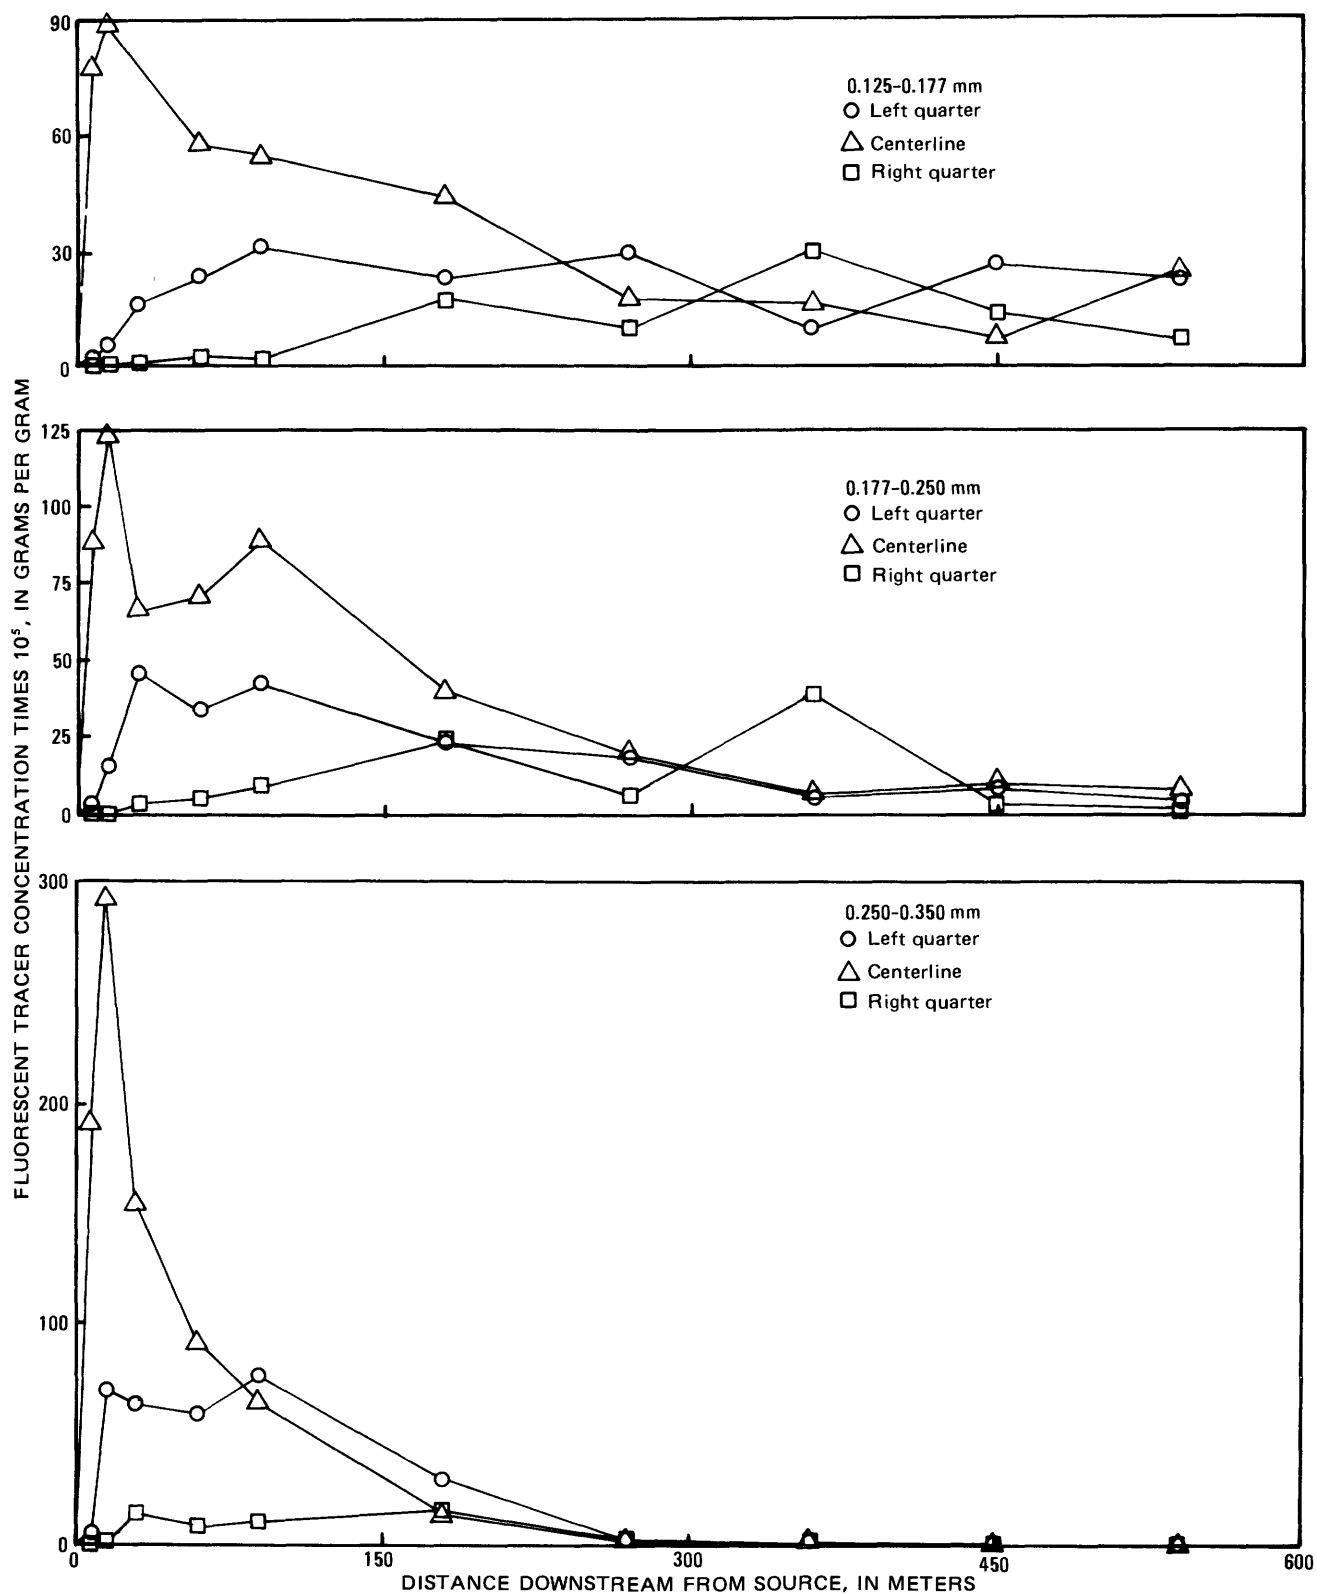 FLUORESCENT TRACER CONCENTRATION TIMES 10⁵, IN GRAMS PER GRAM
90
60
30
0
0.125-0.177 mm
Left quarter
Centerline
Right quarter
125
100
75
50
25
0
0.177-0.250 mm
Left quarter
Centerline
Right quarter
300
200
100
0
0.250-0.350 mm
Left quarter
Centerline
Right quarter
0 150 300 450 600
DISTANCE DOWNSTREAM FROM SOURCE, IN METERS